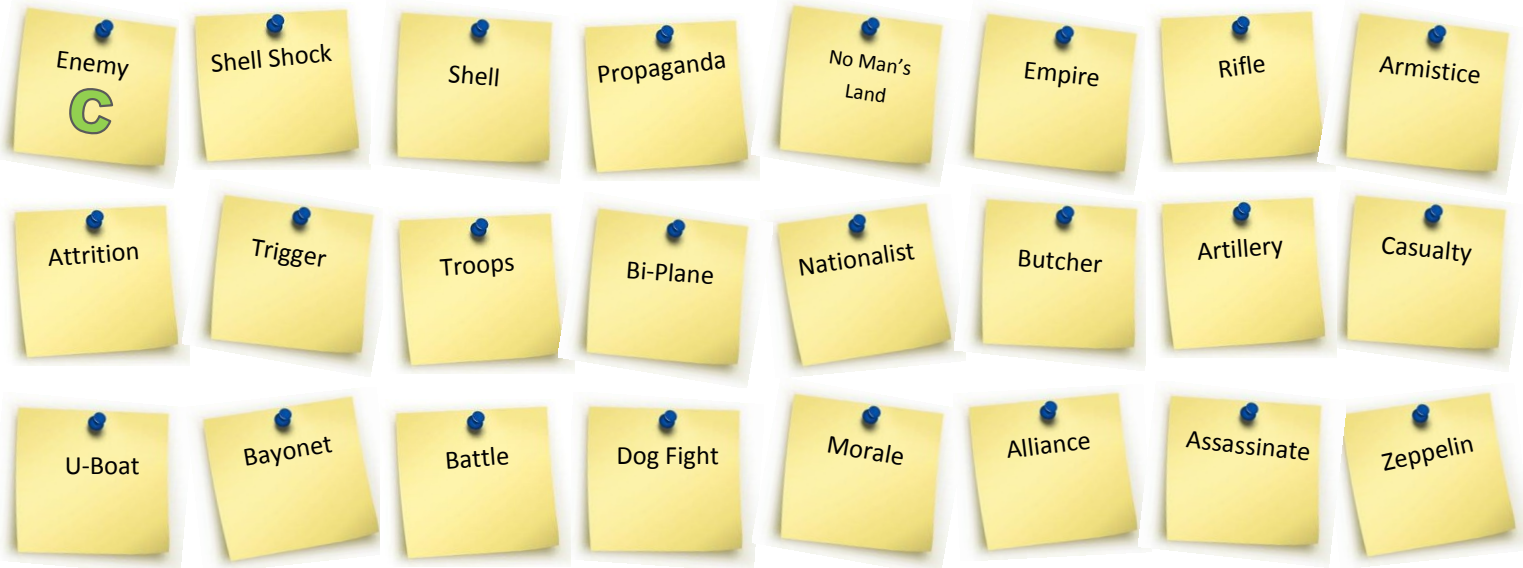 Enemy
C
Shell Shock
Shell
Propaganda
No Man's
Land
Empire
Rifle
Armistice
Attrition
Trigger
Troops
Bi-Plane
Nationalist
Butcher
Artillery
Casualty
U-Boat
Bayonet
Battle
Dog Fight
Morale
Alliance
Assassinate
Zeppelin